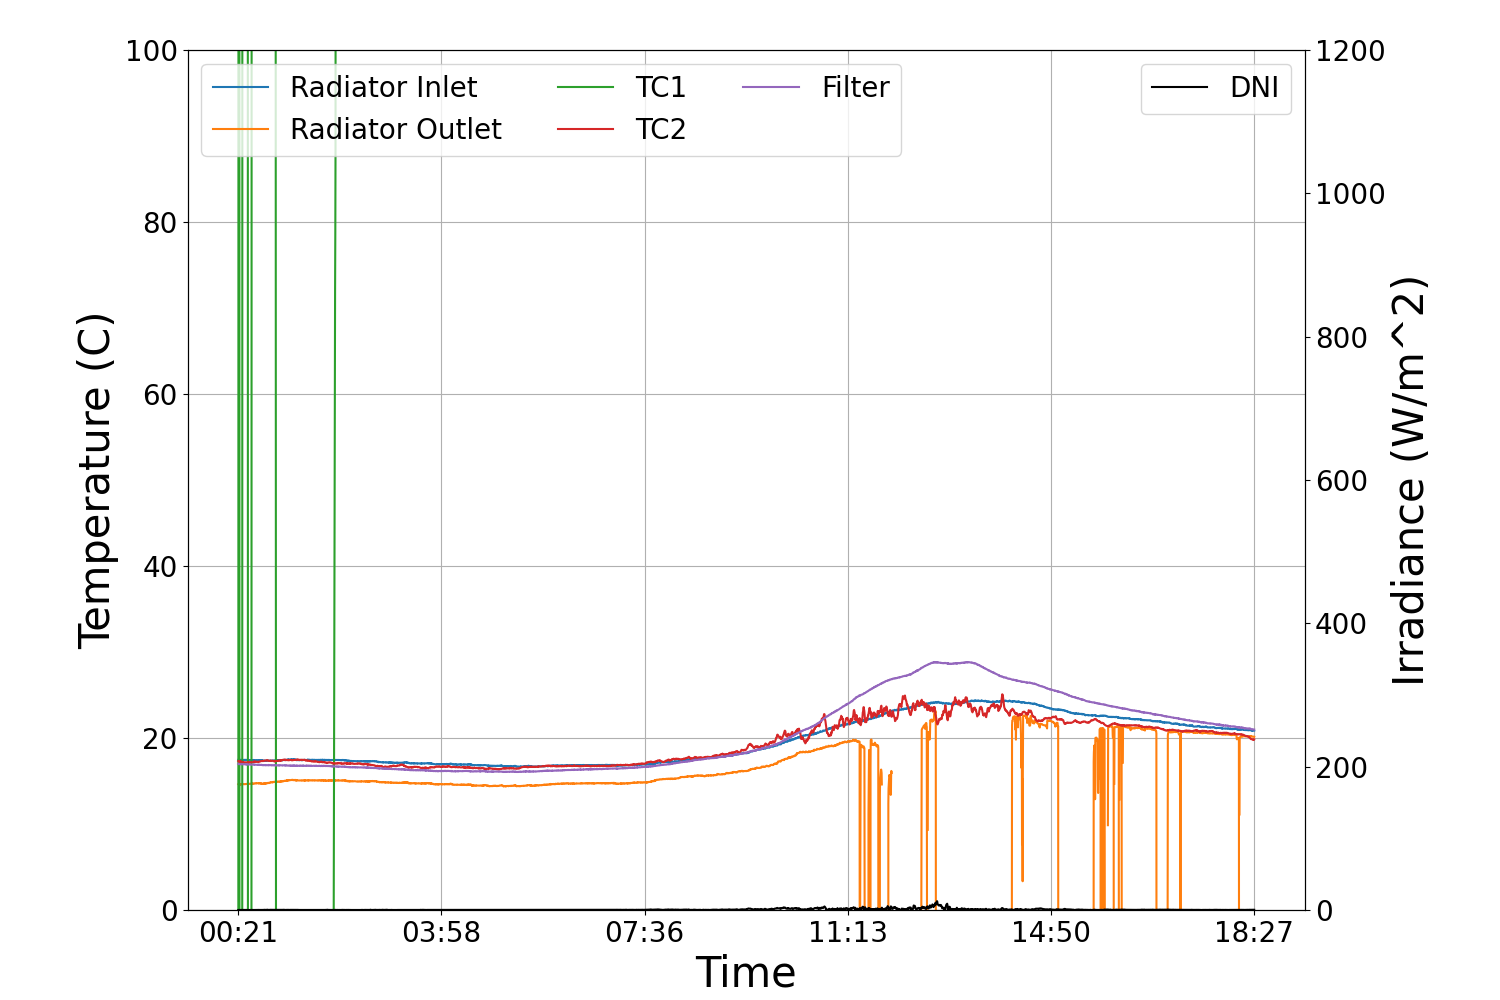 100
80
60
40
20
0
Temperature (C)
Radiator Inlet
Radiator Outlet
TC1
TC2
Filter
DNI
1200
1000
800
600
400
200
0
Irradiance (W/m^2)
00:21 03:58 07:36 11:13 14:50 18:27
Time